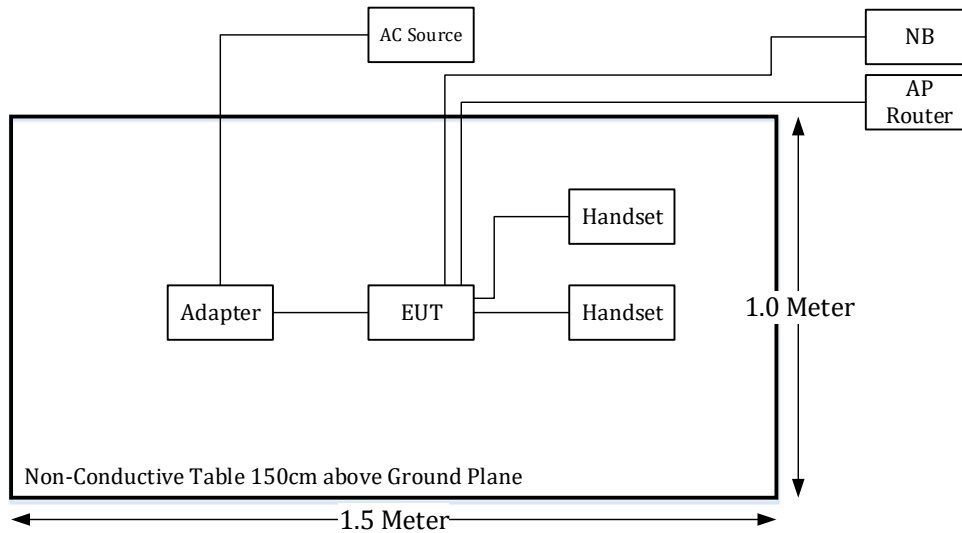 AC Source
NB
AP
Router
Handset
Adapter
EUT
Handset
1.0 Meter
Non-Conductive Table 150cm above Ground Plane
1.5 Meter